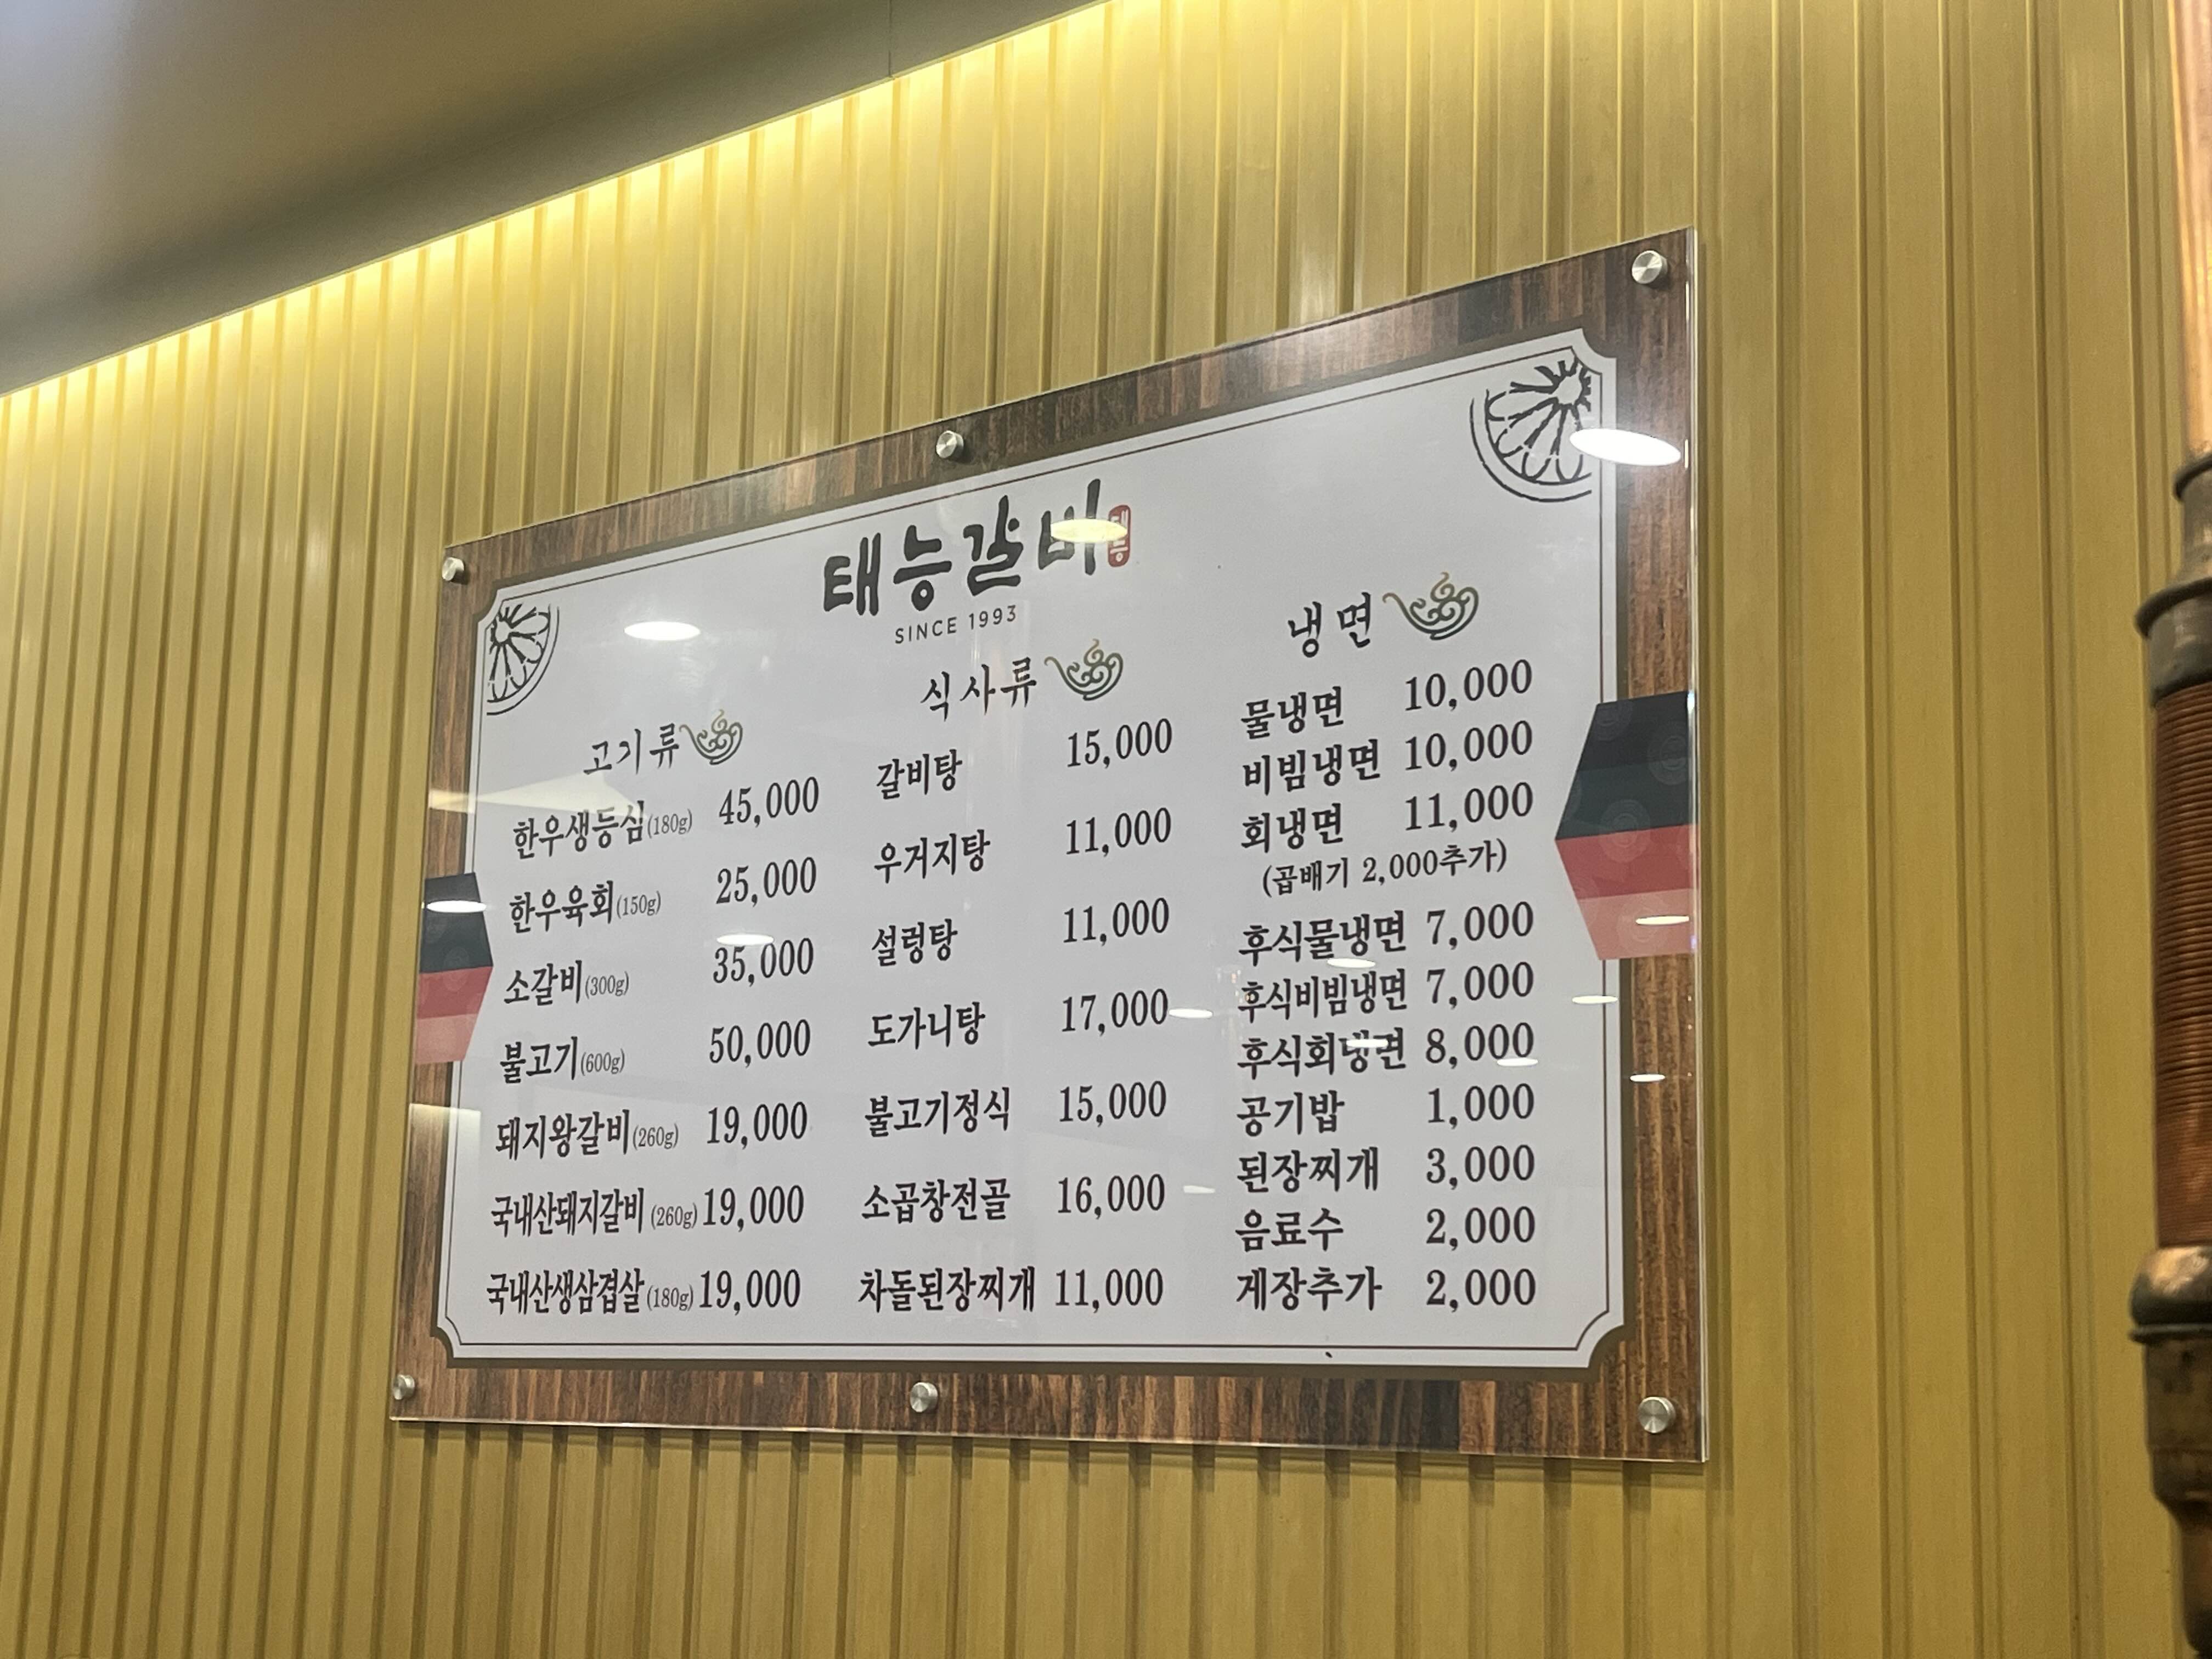 태능갈비 태능
SINCE 1993
고기류
한우생등심(180g) 45,000
한우육회(150g) 25,000
소갈비(300g) 35,000
불고기(600g) 50,000
돼지왕갈비(260g) 19,000
국내산돼지갈비(260g) 19,000
국내산생삼겹살(180g) 19,000
식사류
갈비탕 15,000
우거지탕 11,000
설렁탕 11,000
도가니탕 17,000
불고기정식 15,000
소곱창전골 16,000
차돌된장찌개 11,000
냉면
물냉면 10,000
비빔냉면 10,000
회냉면 11,000
(곱배기 2,000추가)
후식물냉면 7,000
후식비빔냉면 7,000
후식회냉면 8,000
공기밥 1,000
된장찌개 3,000
음료수 2,000
게장추가 2,000